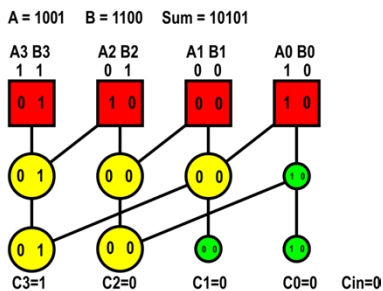 A = 1001 B = 1100 Sum = 10101
A3 B3 A2 B2 A1 B1 A0 B0
1 1 0 1 0 0 1 0
0 1 1 0 0 0 1 0
0 1 0 0 0 0 1 0
0 1 0 0 0 0 1 0
C3=1 C2=0 C1=0 C0=0 Cin=0